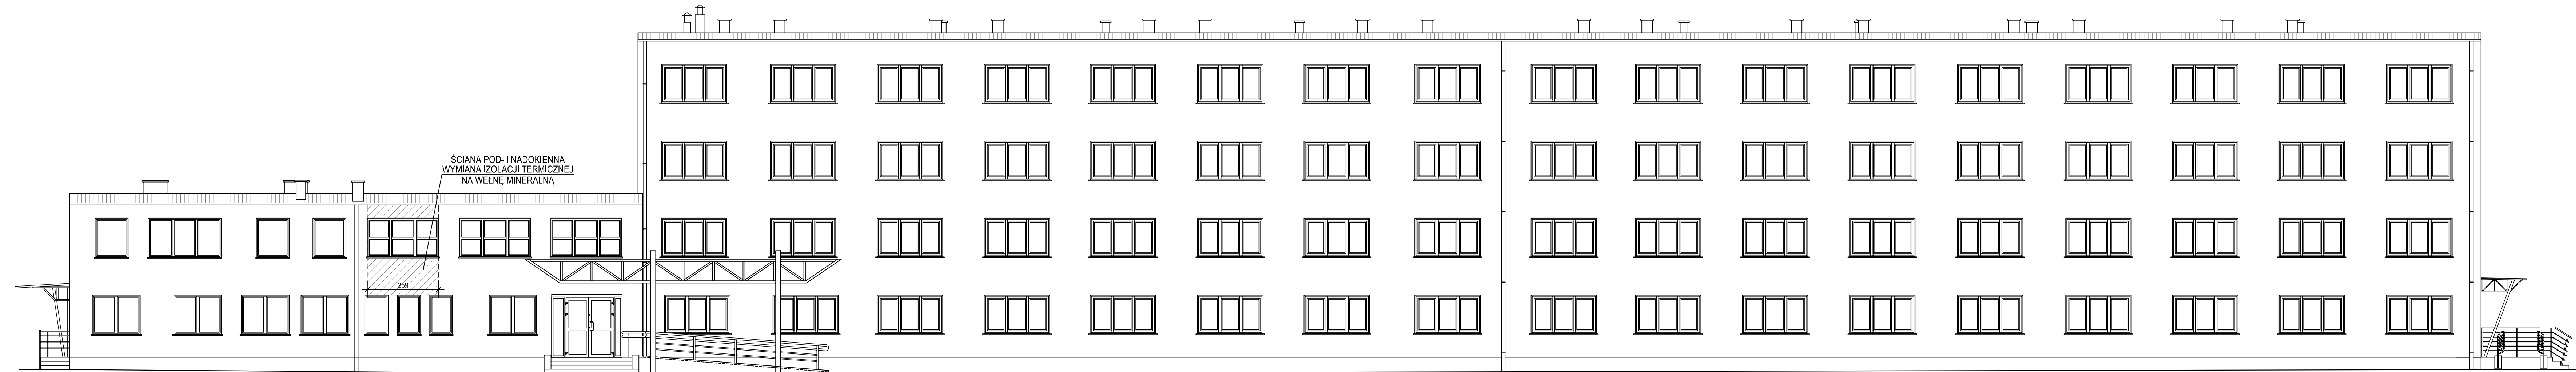 ŚCIANA POD- I NADOKIENNA
WYMIANA IZOLACJI TERMICZNEJ
NA WEŁNĘ MINERALNĄ
259